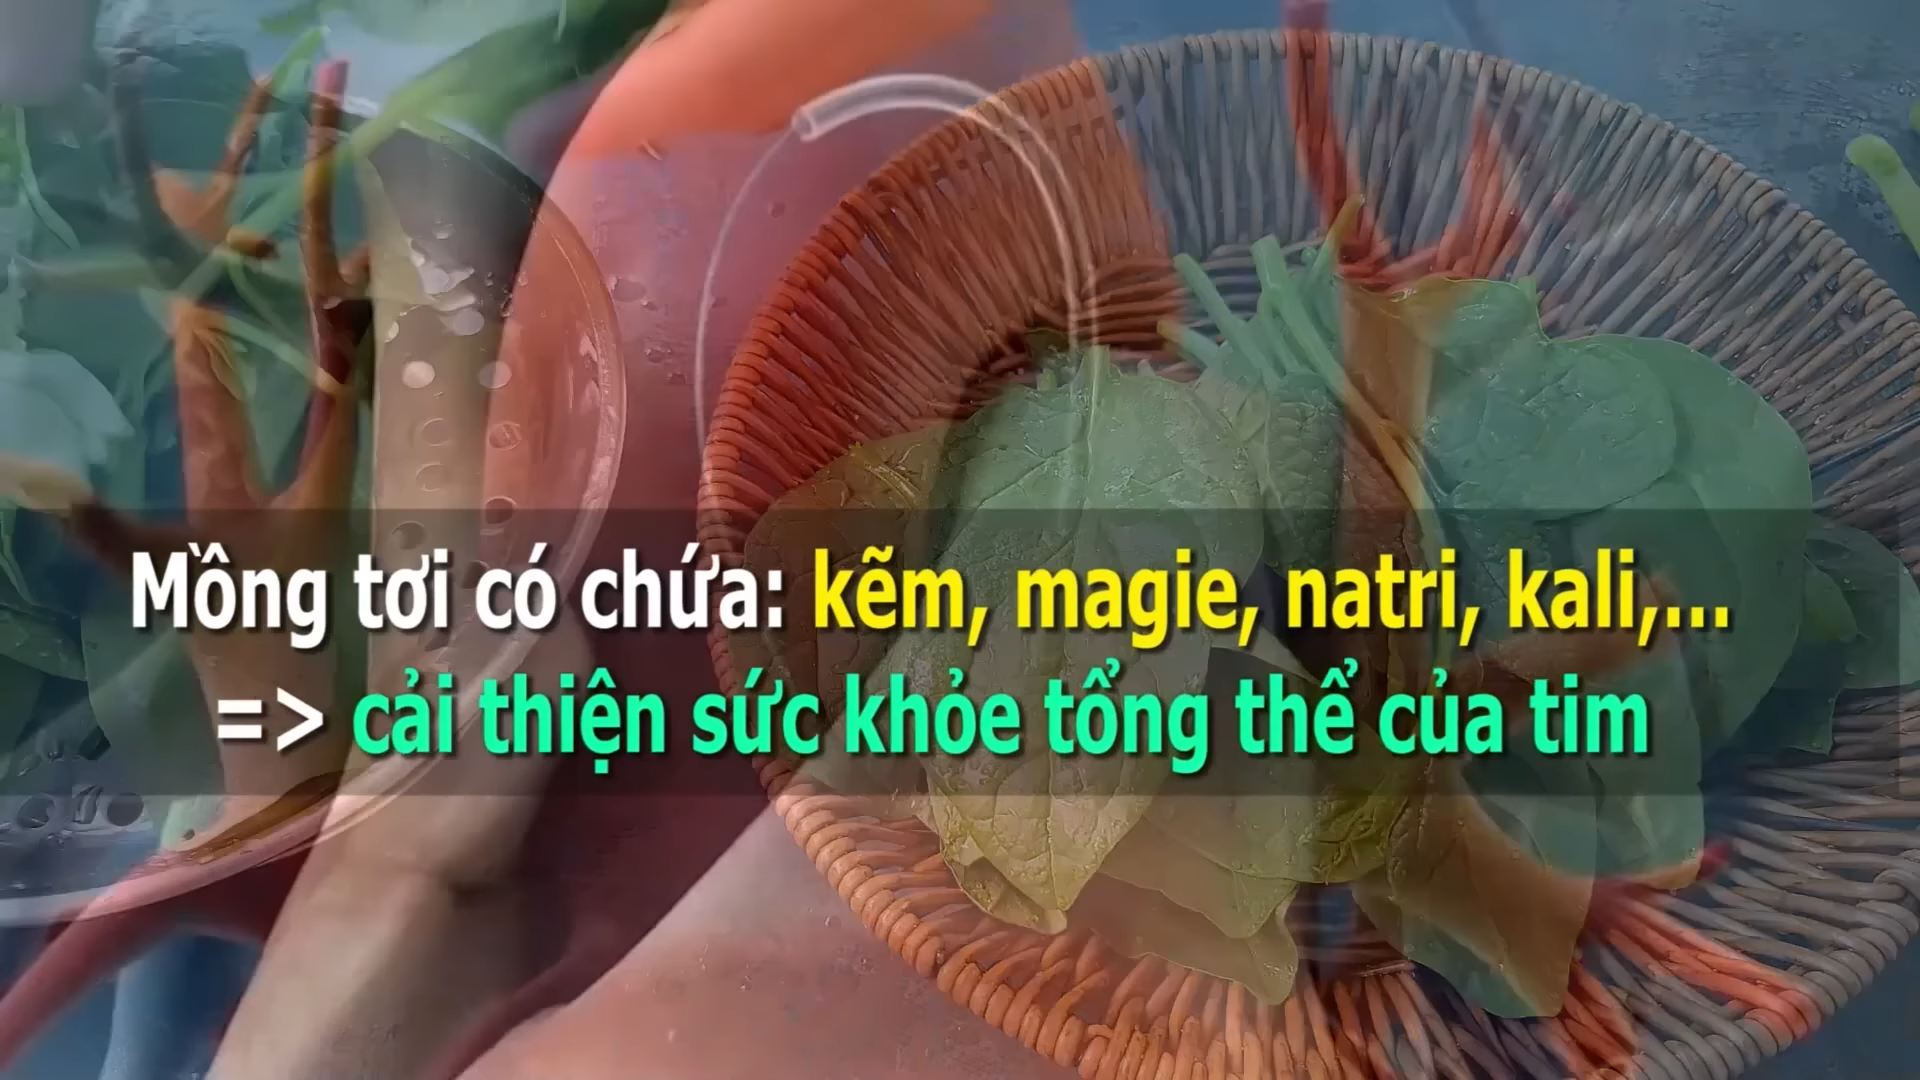 Mồng tơi có chứa: kẽm, magie, natri, kali,...
=> cải thiện sức khỏe tổng thể của tim